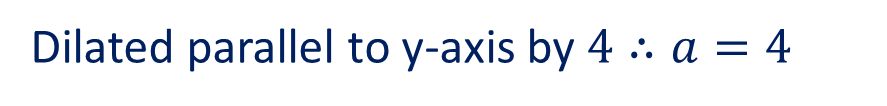 Dilated parallel to y-axis by 4 ∴ 𝑎 = 4